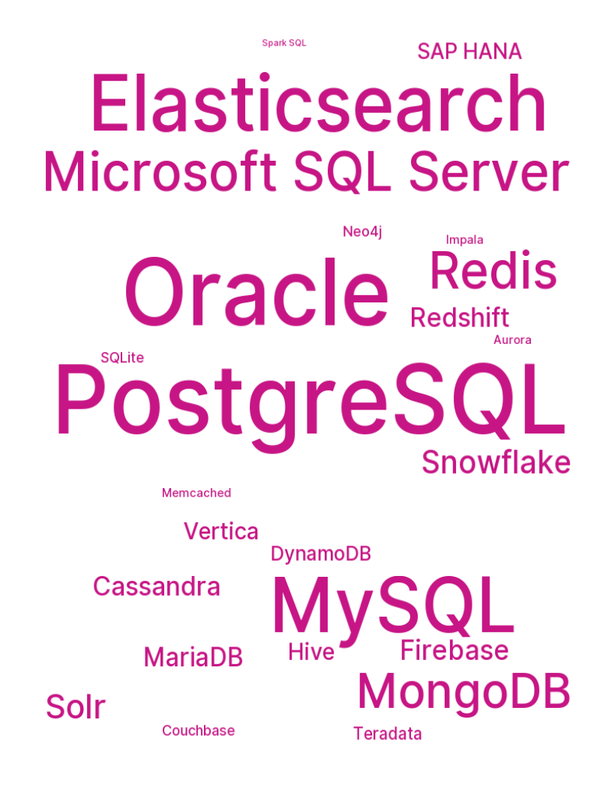 Spark SQL
SAP HANA
Elasticsearch
Microsoft SQL Server
Neo4j
Impala
Oracle
Redis
Redshift
Aurora
SQLite
PostgreSQL
Snowflake
Memcached
Vertica
DynamoDB
Cassandra
MySQL
MariaDB
Hive
Firebase
MongoDB
Solr
Couchbase
Teradata